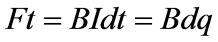 Ft = BIdt = Bdq